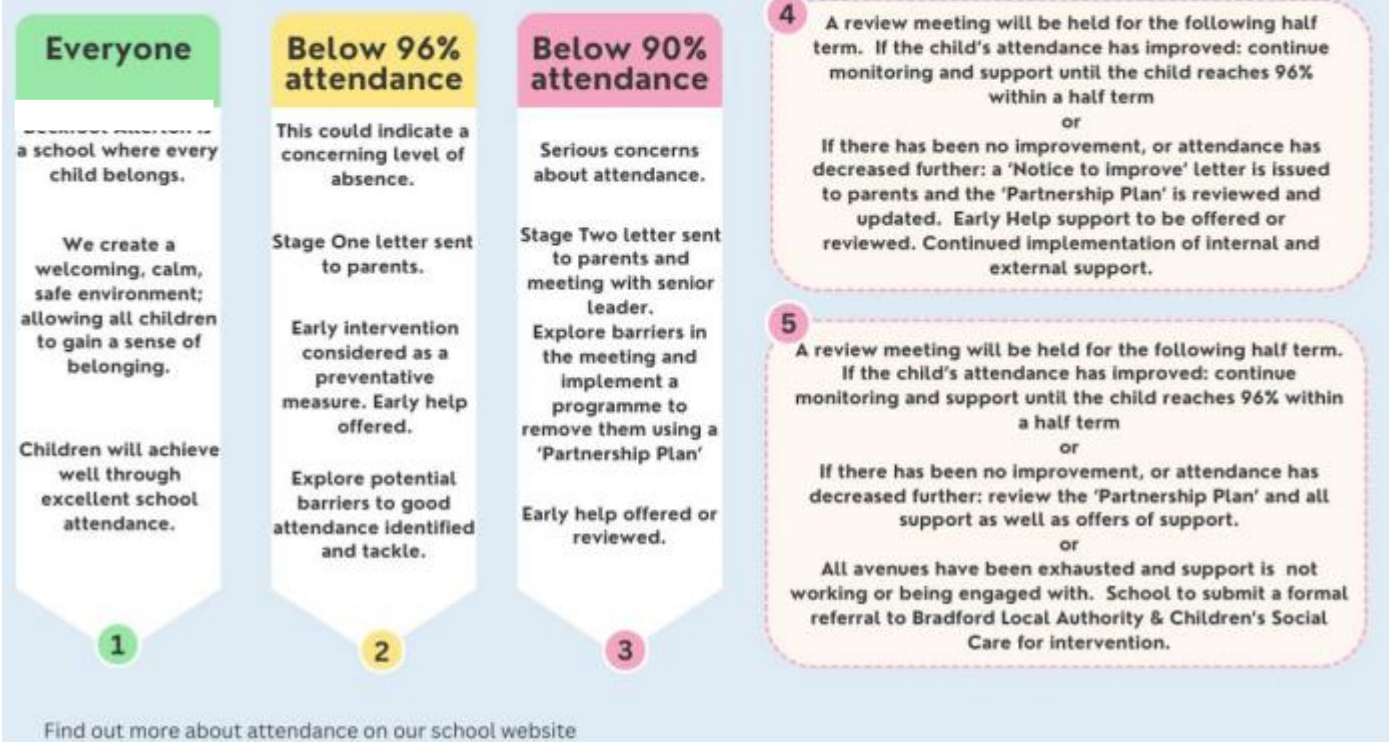 Everyone
a school where every
child belongs.
We create a
welcoming, calm,
safe environment;
allowing all children
to gain a sense of
belonging.
Children will achieve
well through
excellent school
attendance.
1
Below 96%
attendance
This could indicate a
concerning level of
absence.
Stage One letter sent
to parents.
Early intervention
considered as a
preventative
measure. Early help
offered.
Explore potential
barriers to good
attendance identified
and tackle.
2
Below 90%
attendance
Serious concerns
about attendance.
Stage Two letter sent
to parents and
meeting with senior
leader.
Explore barriers in
the meeting and
implement a
programme to
remove them using a
'Partnership Plan'
Early help offered or
reviewed.
3
4
A review meeting will be held for the following half
term. If the child's attendance has improved: continue
monitoring and support until the child reaches 96%
within a half term
or
If there has been no improvement, or attendance has
decreased further: a 'Notice to improve' letter is issued
to parents and the 'Partnership Plan' is reviewed and
updated. Early Help support to be offered or
reviewed. Continued implementation of internal and
external support.
5
A review meeting will be held for the following half term.
If the child's attendance has improved: continue
monitoring and support until the child reaches 96% within
a half term
or
If there has been no improvement, or attendance has
decreased further: review the 'Partnership Plan' and all
support as well as offers of support.
or
All avenues have been exhausted and support is not
working or being engaged with. School to submit a formal
referral to Bradford Local Authority & Children's Social
Care for intervention.
Find out more about attendance on our school website